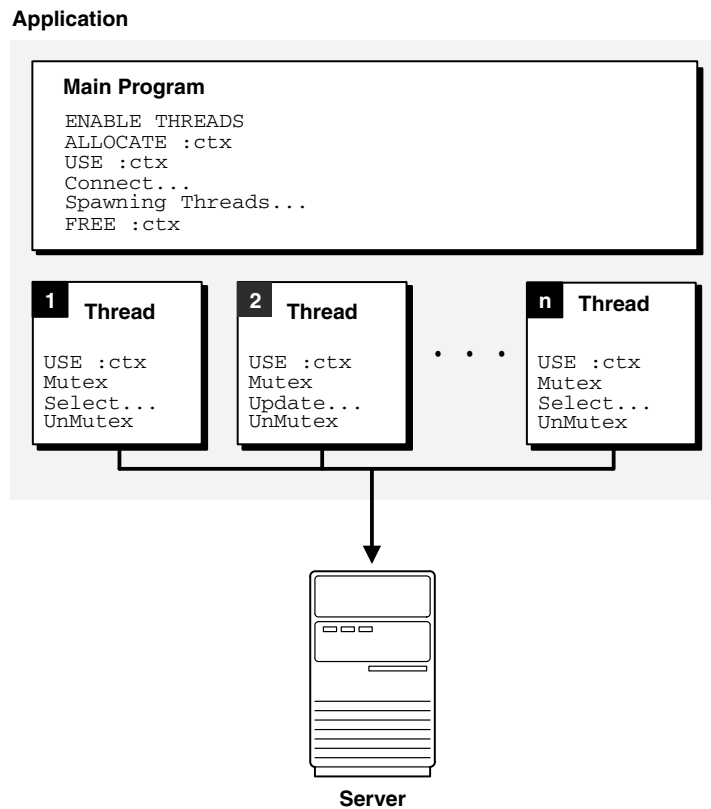 Application
Main Program
ENABLE THREADS
ALLOCATE :ctx
USE :ctx
Connect...
Spawning Threads...
FREE :ctx
1 Thread
USE :ctx
Mutex
Select...
UnMutex
2 Thread
USE :ctx
Mutex
Update...
UnMutex
. . .
n Thread
USE :ctx
Mutex
Select...
UnMutex
Server